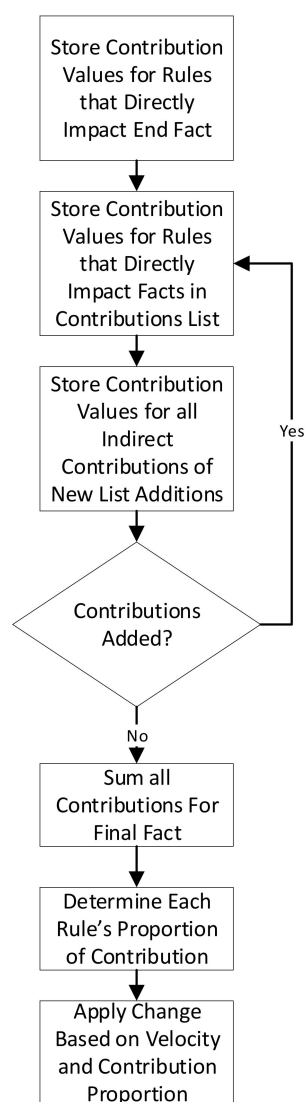 Store Contribution
Values for Rules
that Directly
Impact End Fact
Store Contribution
Values for Rules
that Directly
Impact Facts in
Contributions List
Store Contribution
Values for all
Indirect
Contributions of
New List Additions
Yes
Contributions
Added?
No
Sum all
Contributions For
Final Fact
Determine Each
Rule’s Proportion
of Contribution
Apply Change
Based on Velocity
and Contribution
Proportion